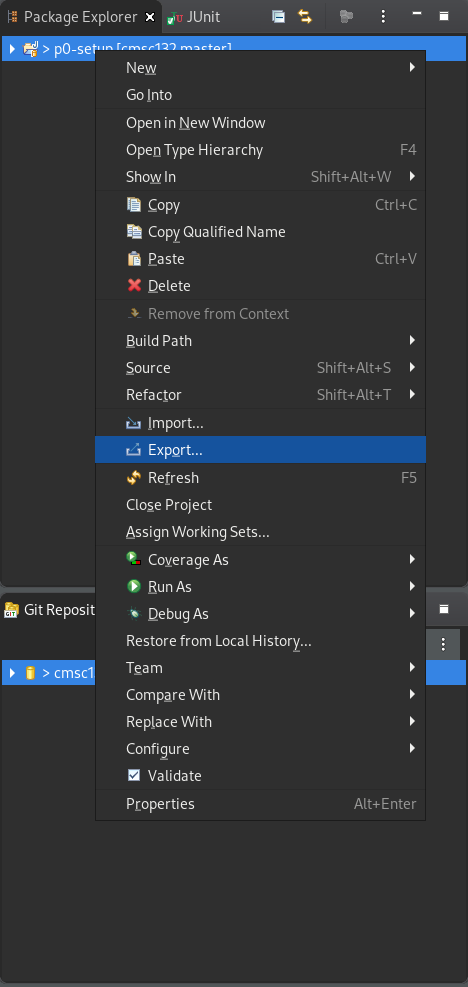 Package Explorer
JUnit
> p0-setup [cmsc132 master]
New
Go Into
Open in New Window
Open Type Hierarchy F4
Show In Shift+Alt+W
Copy Ctrl+C
Copy Qualified Name
Paste Ctrl+V
Delete
Remove from Context
Build Path
Source Shift+Alt+S
Refactor Shift+Alt+T
Import...
Export...
Refresh F5
Close Project
Assign Working Sets...
Coverage As
Run As
Debug As
Restore from Local History...
Team
Compare With
Replace With
Configure
Validate
Properties Alt+Enter
GIT
Git Reposit
> cmsc1